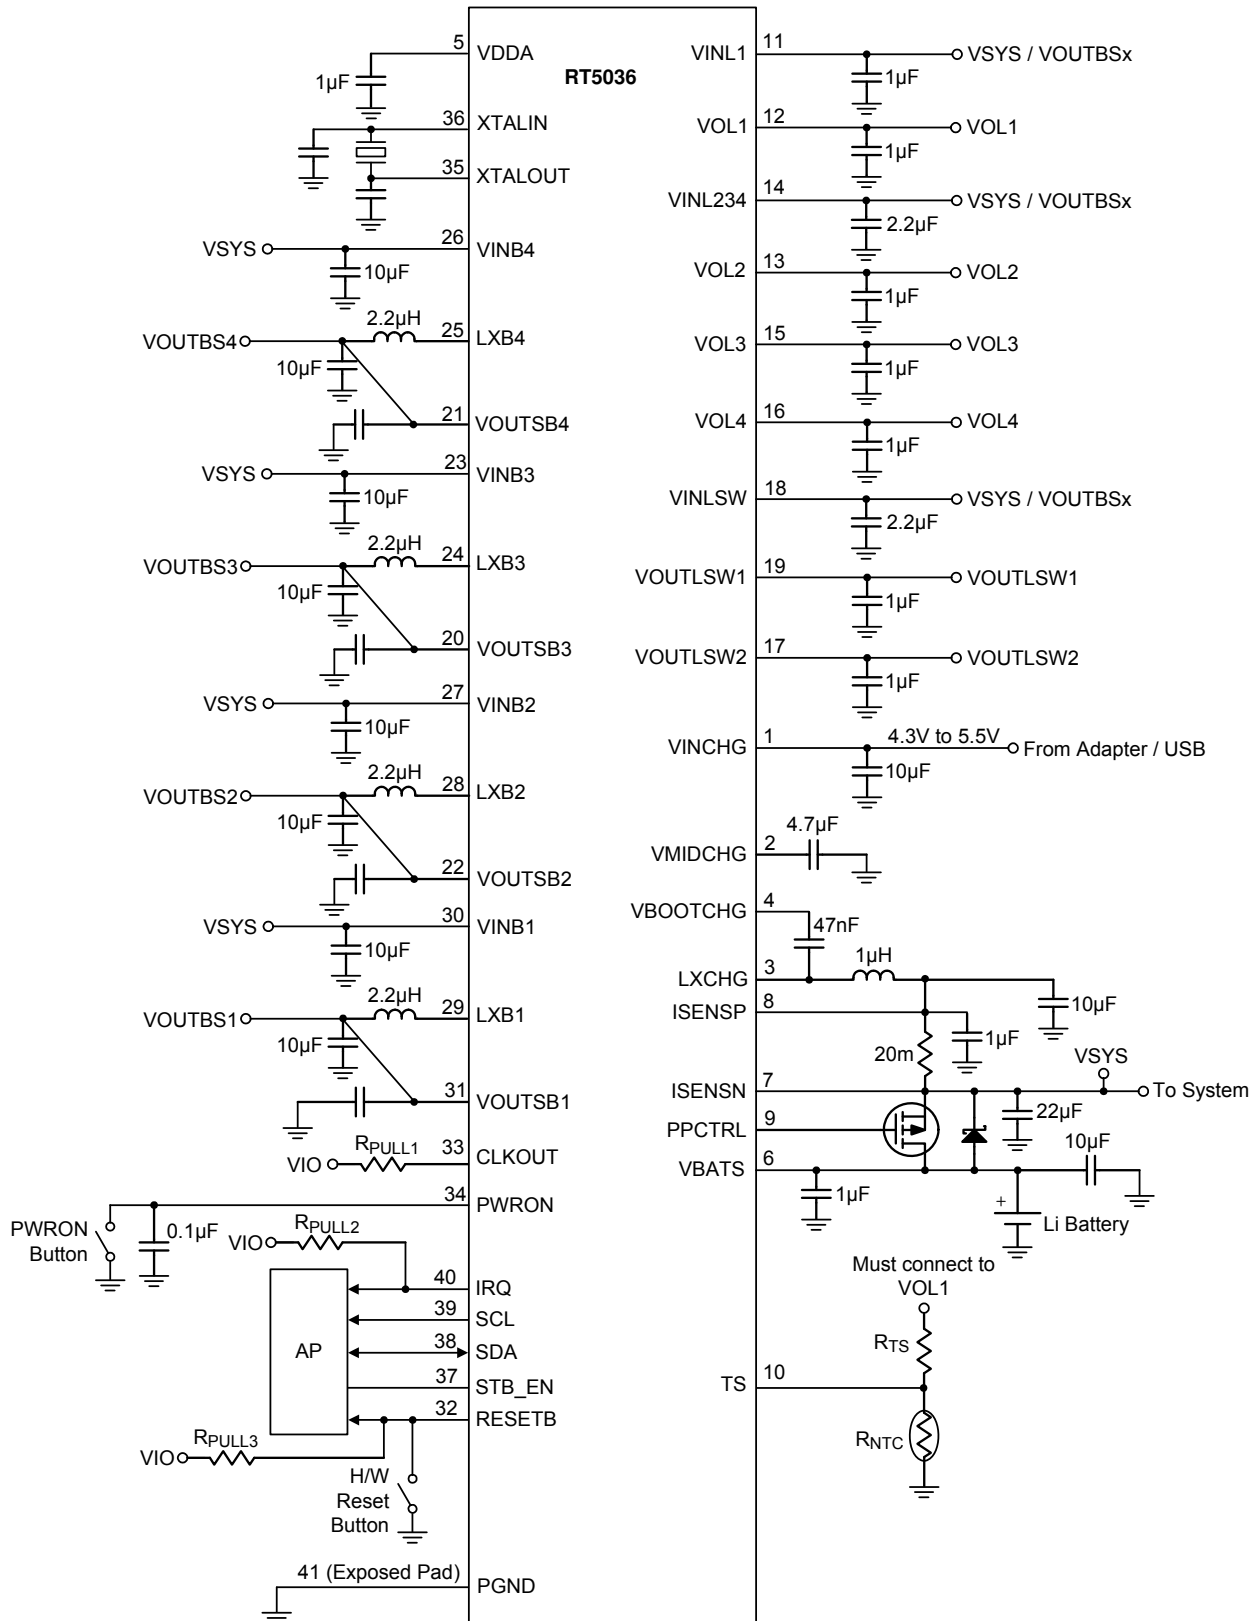 RT5036
5 VDDA
1µF
36 XTALIN
35 XTALOUT
VSYS 26 VINB4
10µF
2.2µH
VOUTBS4 25 LXB4
10µF
21 VOUTSB4
VSYS 23 VINB3
10µF
2.2µH
VOUTBS3 24 LXB3
10µF
20 VOUTSB3
VSYS 27 VINB2
10µF
2.2µH
VOUTBS2 28 LXB2
10µF
22 VOUTSB2
VSYS 30 VINB1
10µF
2.2µH
VOUTBS1 29 LXB1
10µF
31 VOUTSB1
VIO RPULL1 33 CLKOUT
34 PWRON
PWRON
Button
0.1µF
VIO RPULL2
AP
40 IRQ
39 SCL
38 SDA
37 STB_EN
32 RESETB
VIO RPULL3
H/W
Reset
Button
41 (Exposed Pad) PGND
VINL1 11 VSYS / VOUTBSx
1µF
VOL1 12 VOL1
1µF
VINL234 14 VSYS / VOUTBSx
2.2µF
VOL2 13 VOL2
1µF
VOL3 15 VOL3
1µF
VOL4 16 VOL4
1µF
VINLSW 18 VSYS / VOUTBSx
2.2µF
VOUTLSW1 19 VOUTLSW1
1µF
VOUTLSW2 17 VOUTLSW2
1µF
VINCHG 1 4.3V to 5.5V From Adapter / USB
10µF
4.7µF
VMIDCHG 2
VBOOTCHG 4
47nF
1µH
LXCHG 3
10µF
ISENSP 8
1µF
20m
VSYS
ISENSN 7 To System
22µF
PPCTRL 9
10µF
VBATS 6
1µF
+
Li Battery
Must connect to
VOL1
RTS
TS 10
RNTC